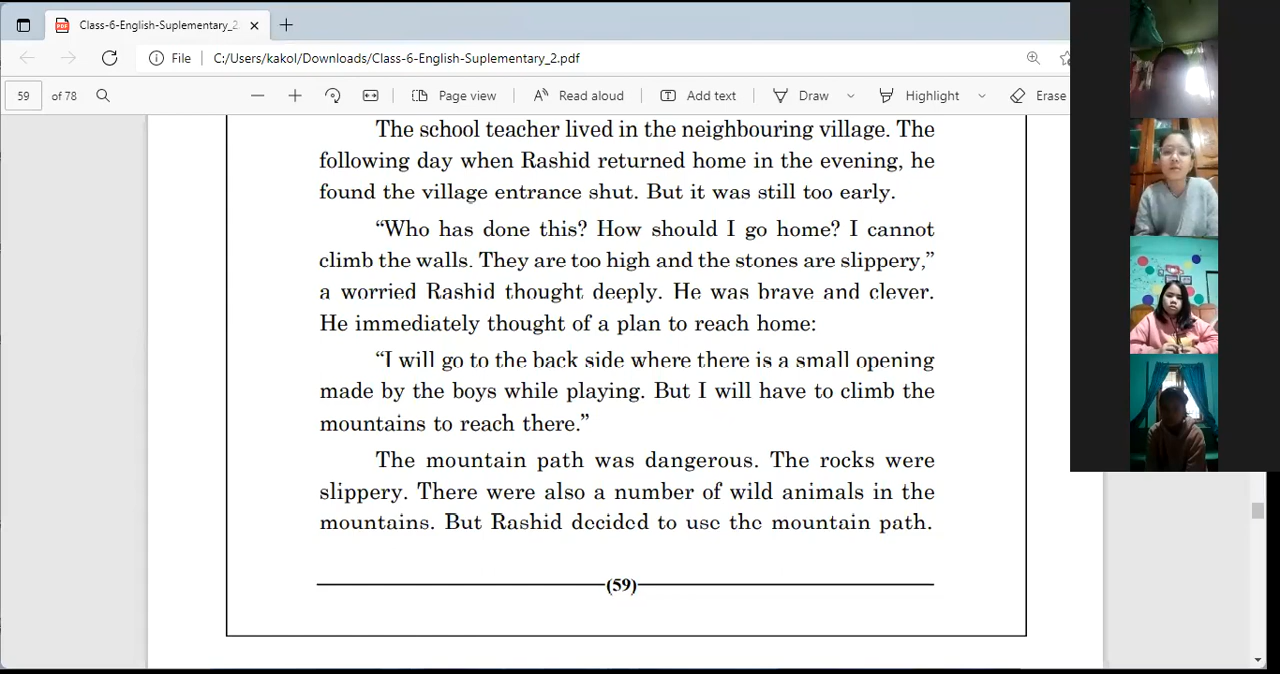 Class-6-English-Suplementary_2
File C:/Users/kakol/Downloads/Class-6-English-Suplementary_2.pdf
59 of 78 Page view Read aloud Add text Draw Highlight Erase
The school teacher lived in the neighbouring village. The
following day when Rashid returned home in the evening, he
found the village entrance shut. But it was still too early.
“Who has done this? How should I go home? I cannot
climb the walls. They are too high and the stones are slippery,”
a worried Rashid thought deeply. He was brave and clever.
He immediately thought of a plan to reach home:
“I will go to the back side where there is a small opening
made by the boys while playing. But I will have to climb the
mountains to reach there.”
The mountain path was dangerous. The rocks were
slippery. There were also a number of wild animals in the
mountains. But Rashid decided to use the mountain path.
(59)